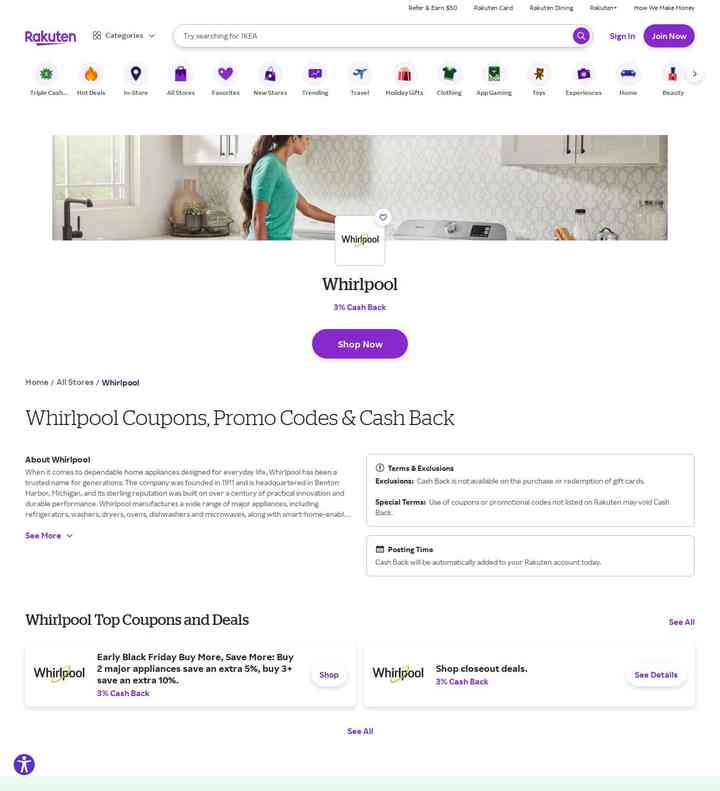 Refer & Earn $50
Rakuten Card
Rakuten Dining
Rakuten+
How We Make Money
Rakuten
Categories
Try searching for IKEA
Sign In
Join Now
Triple Cash...
Hot Deals
In-Store
All Stores
Favorites
New Stores
Trending
Travel
Holiday Gifts
Clothing
App Gaming
Toys
Experiences
Home
Beauty
Whirlpool
Whirlpool
3% Cash Back
Shop Now
Home / All Stores / Whirlpool
Whirlpool Coupons, Promo Codes & Cash Back
About Whirlpool
When it comes to dependable home appliances designed for everyday life, Whirlpool has been a
trusted name for generations. The company was founded in 1911 and is headquartered in Benton
Harbor, Michigan, and its sterling reputation was built on over a century of practical innovation and
durable performance. Whirlpool manufactures a wide range of major appliances, including
refrigerators, washers, dryers, ovens, dishwashers and microwaves, along with smart-home-enabl...
See More
Terms & Exclusions
Exclusions: Cash Back is not available on the purchase or redemption of gift cards.
Special Terms: Use of coupons or promotional codes not listed on Rakuten may void Cash
Back.
Posting Time
Cash Back will be automatically added to your Rakuten account today.
Whirlpool Top Coupons and Deals
See All
Whirlpool
Early Black Friday Buy More, Save More: Buy
2 major appliances save an extra 5%, buy 3+
save an extra 10%.
3% Cash Back
Shop
Whirlpool
Shop closeout deals.
3% Cash Back
See Details
See All